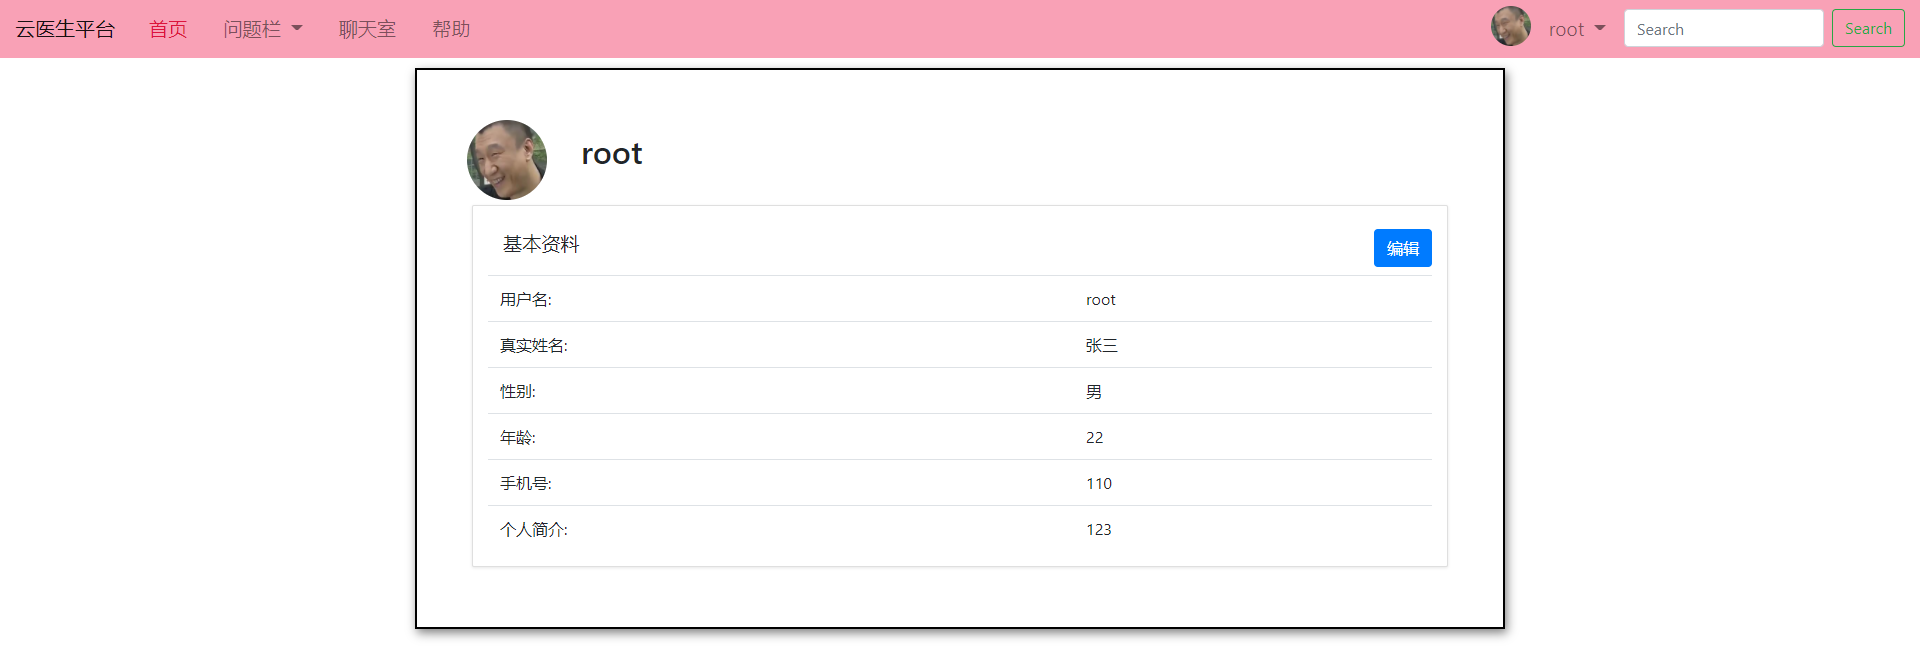 云医生平台 首页 问题栏 聊天室 帮助 root Search Search
root
基本资料 编辑
用户名: root
真实姓名: 张三
性别: 男
年龄: 22
手机号: 110
个人简介: 123